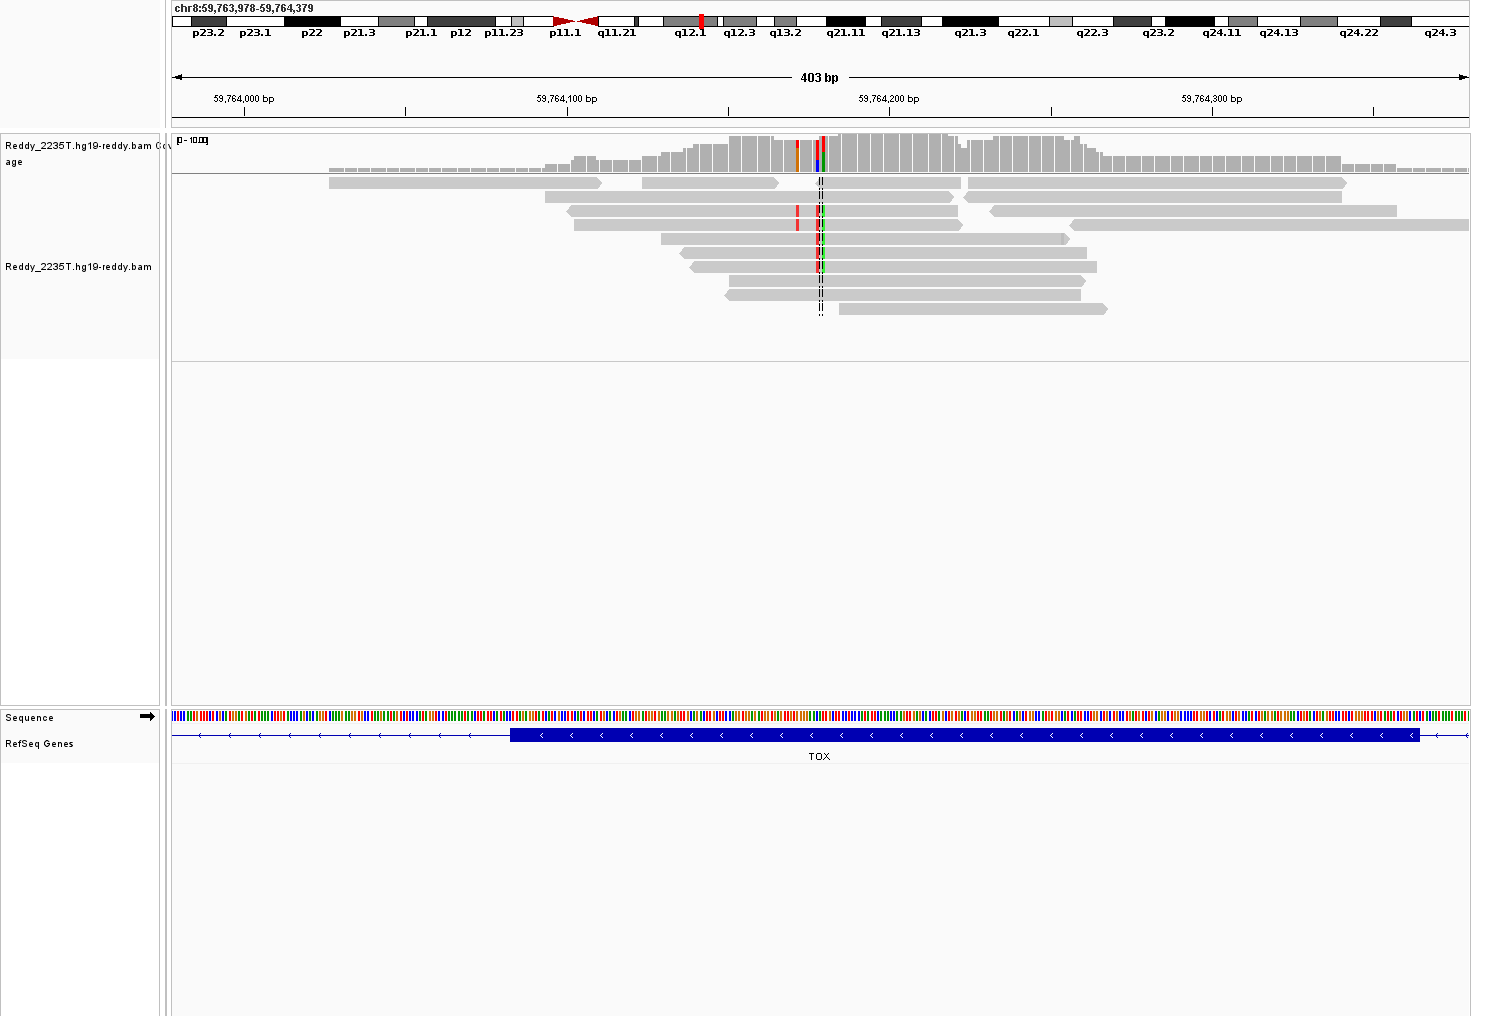 chr8:59,763,978-59,764,379
p23.2 p23.1 p22 p21.3 p21.1 p12 p11.23 p11.1 q11.21 q12.1 q12.3 q13.2 q21.11 q21.13 q21.3 q22.1 q22.3 q23.2 q24.11 q24.13 q24.22 q24.3
403 bp
59,764,000 bp 59,764,100 bp 59,764,200 bp 59,764,300 bp
Reddy_2235T.hg19-reddy.bam Cov
age
[0 - 10.00]
Reddy_2235T.hg19-reddy.bam
Sequence
RefSeq Genes
TOX